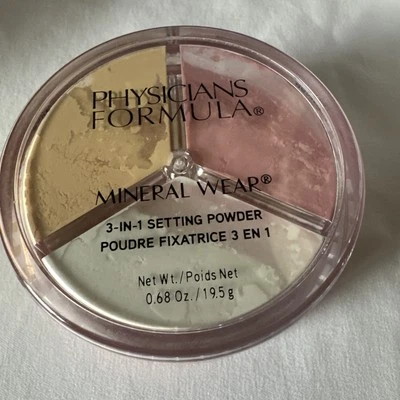 PHYSICIANS
FORMULA®
MINERAL WEAR®
3-IN-1 SETTING POWDER
POUDRE FIXATRICE 3 EN 1
Net Wt./Poids Net
0.68 Oz./19.5g